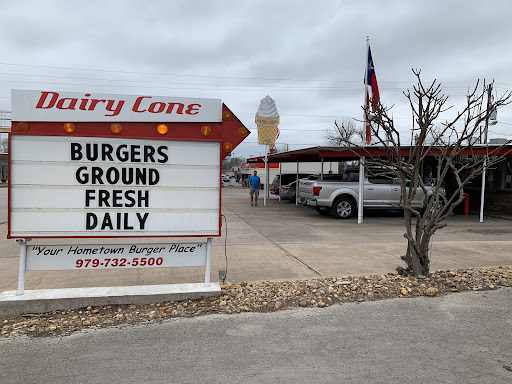 Dairy Cone
BURGERS
GROUND
FRESH
DAILY
"Your Hometown Burger Place"
979-732-5500